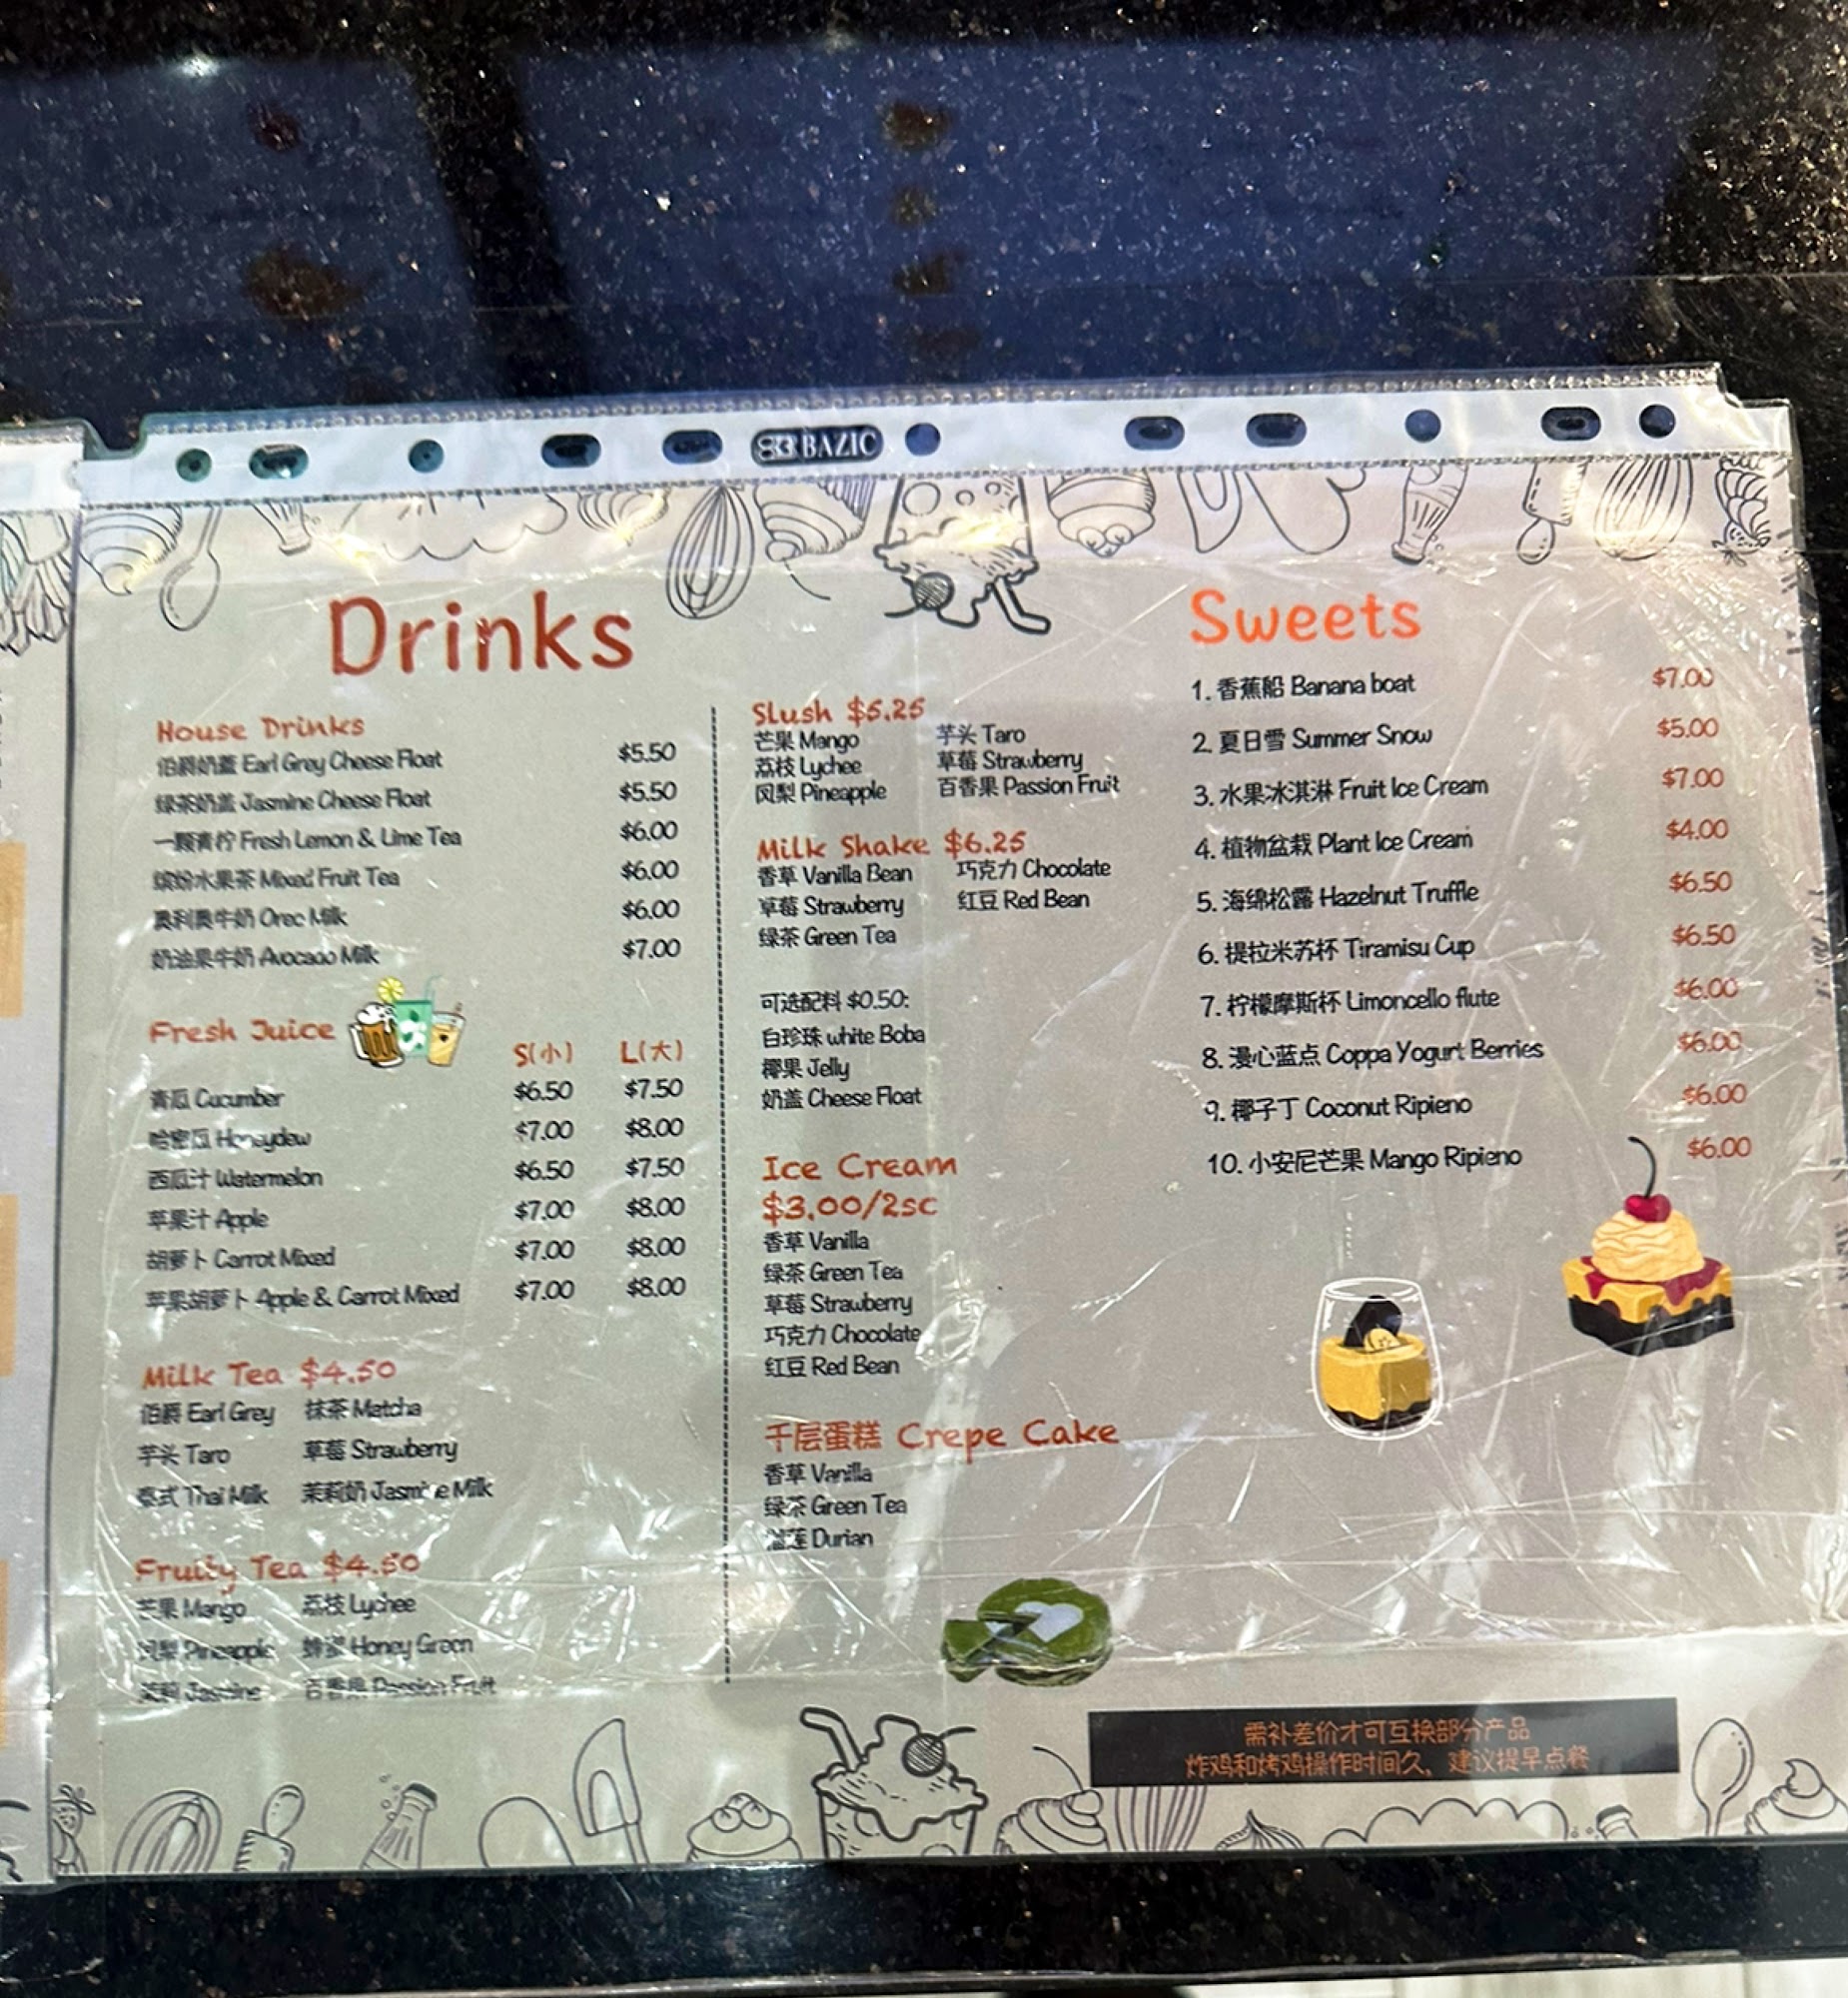 BAZIC
Drinks
House Drinks
伯爵奶蓋 Earl Grey Cheese Float $5.50
绿茶奶盖 Jasmine Cheese Float $5.50
一颗青柠 Fresh Lemon & Lime Tea $6.00
缤纷水果茶 Mixed Fruit Tea $6.00
奥利奥牛奶 Oreo Milk $6.00
奶油果牛奶 Avocado Milk $7.00
Fresh Juice
S(小) L(大)
青瓜 Cucumber $6.50 $7.50
哈密瓜 Honeydew $7.00 $8.00
西瓜汁 Watermelon $6.50 $7.50
苹果汁 Apple $7.00 $8.00
胡萝卜 Carrot Mixed $7.00 $8.00
苹果胡萝卜 Apple & Carrot Mixed $7.00 $8.00
Milk Tea $4.50
伯爵 Earl Grey 抹茶 Matcha
芋头 Taro 草莓 Strawberry
泰式 Thai Milk 茉莉奶 Jasmine Milk
Fruity Tea $4.50
芒果 Mango 荔枝 Lychee
凤梨 Pineapple 蜂蜜 Honey Green
茉莉 Jasmine 百香果 Passion Fruit
Slush $5.25
芒果 Mango 芋头 Taro
荔枝 Lychee 草莓 Strawberry
凤梨 Pineapple 百香果 Passion Fruit
Milk Shake $6.25
香草 Vanilla Bean 巧克力 Chocolate
草莓 Strawberry 红豆 Red Bean
绿茶 Green Tea
可选配料 $0.50:
白珍珠 white Boba
椰果 Jelly
奶盖 Cheese Float
Ice Cream
$3.00/2sc
香草 Vanilla
绿茶 Green Tea
草莓 Strawberry
巧克力 Chocolate
红豆 Red Bean
千层蛋糕 Crepe Cake
香草 Vanilla
绿茶 Green Tea
榴莲 Durian
Sweets
1. 香蕉船 Banana boat $7.00
2. 夏日雪 Summer Snow $5.00
3. 水果冰淇淋 Fruit Ice Cream $7.00
4. 植物盆栽 Plant Ice Cream $4.00
5. 海绵松露 Hazelnut Truffle $6.50
6. 提拉米苏杯 Tiramisu Cup $6.50
7. 柠檬摩斯杯 Limoncello flute $6.00
8. 漫心蓝点 Coppa Yogurt Berries $6.00
9. 椰子丁 Coconut Ripieno $6.00
10. 小安尼芒果 Mango Ripieno $6.00
需补差价才可互换部分产品
炸鸡和烤鸡操作时间久，建议提早点餐